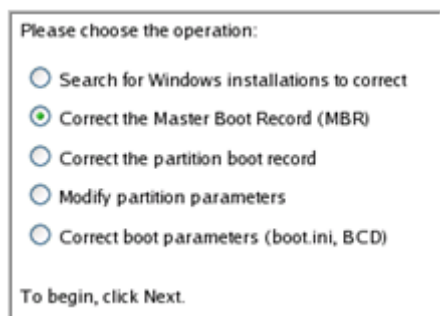 Please choose the operation:
Search for Windows installations to correct
Correct the Master Boot Record (MBR)
Correct the partition boot record
Modify partition parameters
Correct boot parameters (boot.ini, BCD)
To begin, click Next.